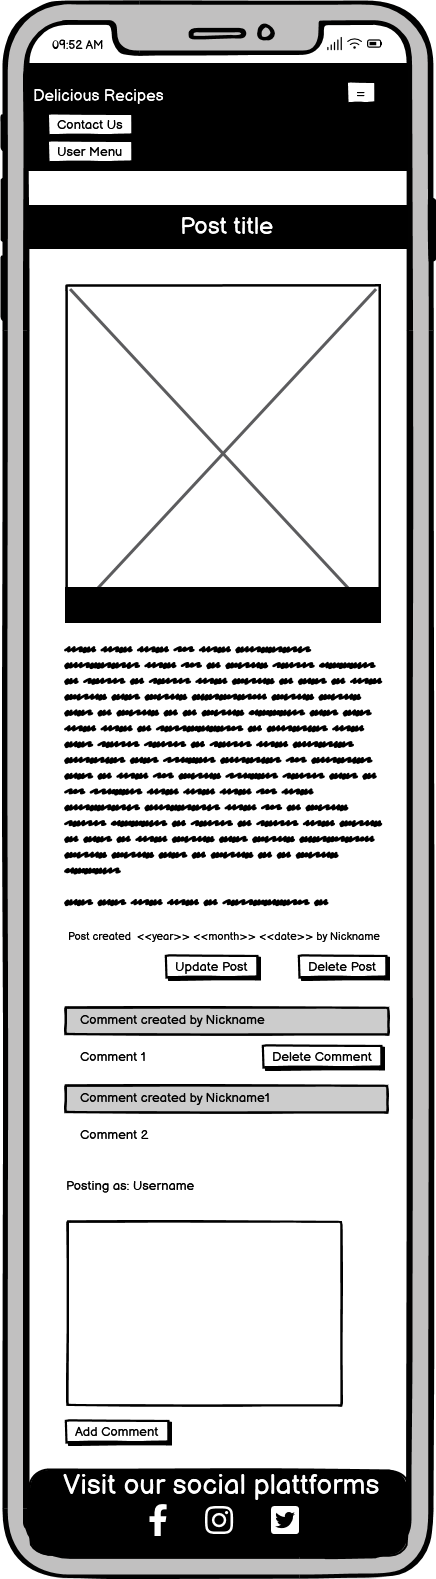 09:52 AM
Delicious Recipes
=
Contact Us
User Menu
Post title
Post created <<year>> <<month>> <<date>> by Nickname
Update Post
Delete Post
Comment created by Nickname
Comment 1
Delete Comment
Comment created by Nickname1
Comment 2
Posting as: Username
Add Comment
Visit our social plattforms